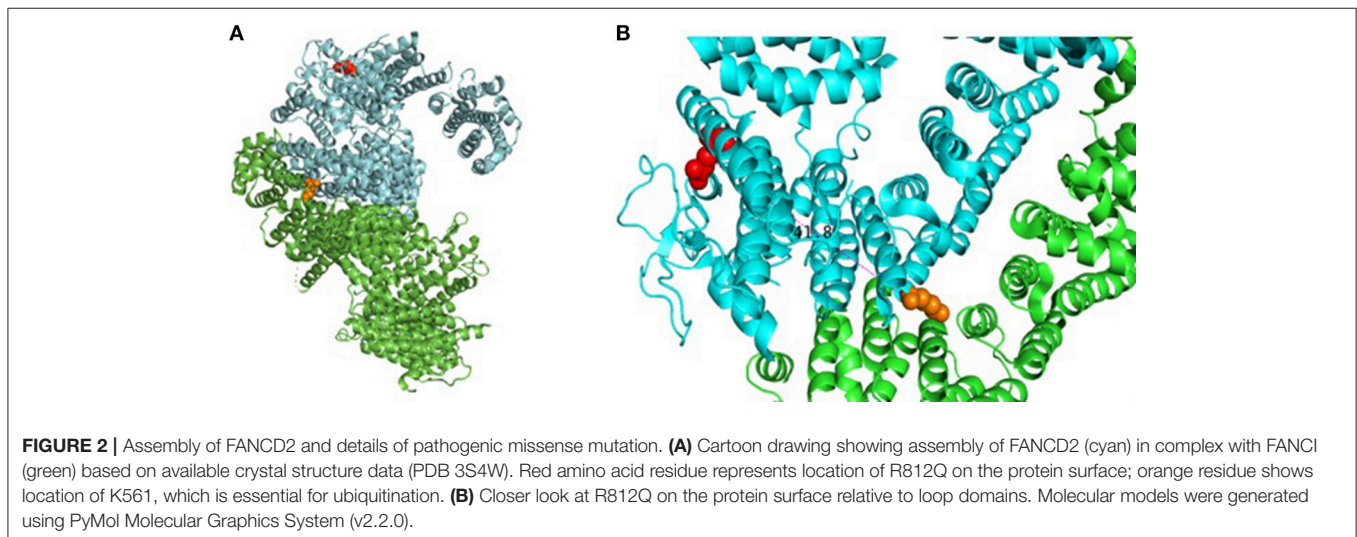 A
B
41.8
FIGURE 2 | Assembly of FANCD2 and details of pathogenic missense mutation. (A) Cartoon drawing showing assembly of FANCD2 (cyan) in complex with FANCI
(green) based on available crystal structure data (PDB 3S4W). Red amino acid residue represents location of R812Q on the protein surface; orange residue shows
location of K561, which is essential for ubiquitination. (B) Closer look at R812Q on the protein surface relative to loop domains. Molecular models were generated
using PyMol Molecular Graphics System (v2.2.0).